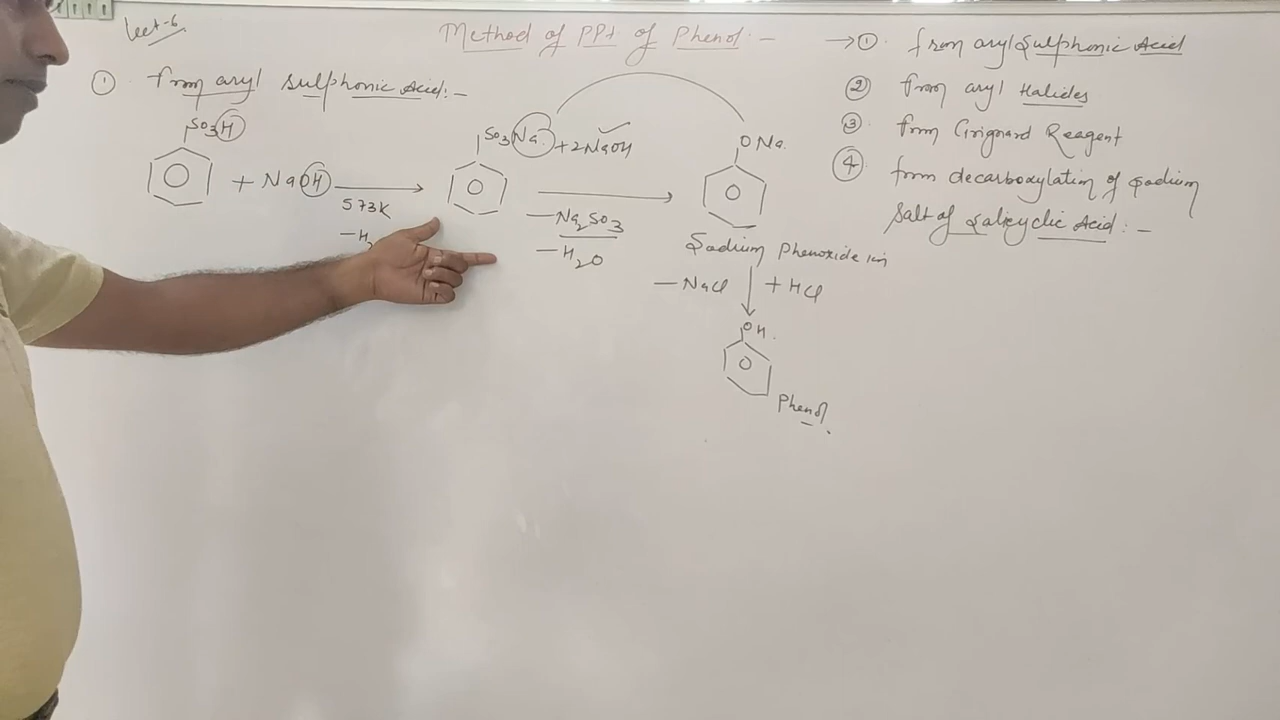 Lect-6
Method of PPt of Phenol:-
① from aryl sulphonic Acid:-
SO3H
+ NaOH
573K
-H2
SO3Na + 2NaOH
-Na2SO3
-H2O
ONa
Sodium Phenoxide
-NaCl + HCl
OH
Phenol
→① from aryl Sulphonic Acid
② from aryl Halides
③ from Grignard Reagent
④ from decarboxylation of Sodium
Salt of Salicyclic Acid:-